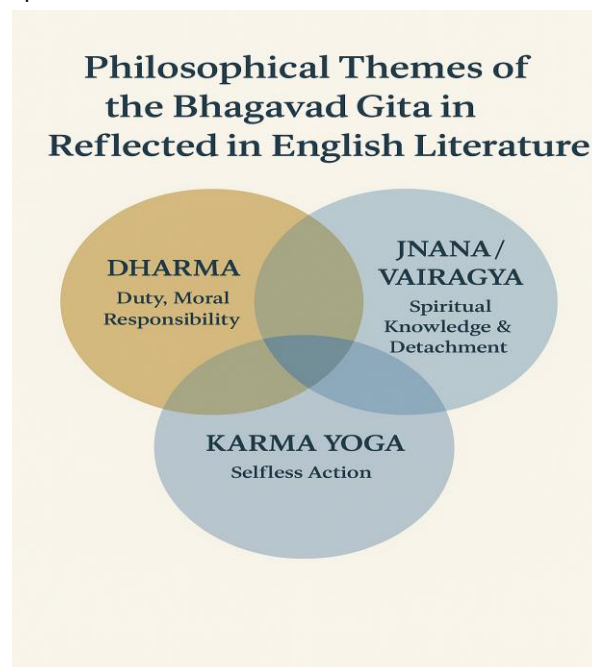 Philosophical Themes of
the Bhagavad Gita in
Reflected in English Literature
DHARMA
Duty, Moral
Responsibility
JNANA/
VAIRAGYA
Spiritual
Knowledge &
Detachment
KARMA YOGA
Selfless Action